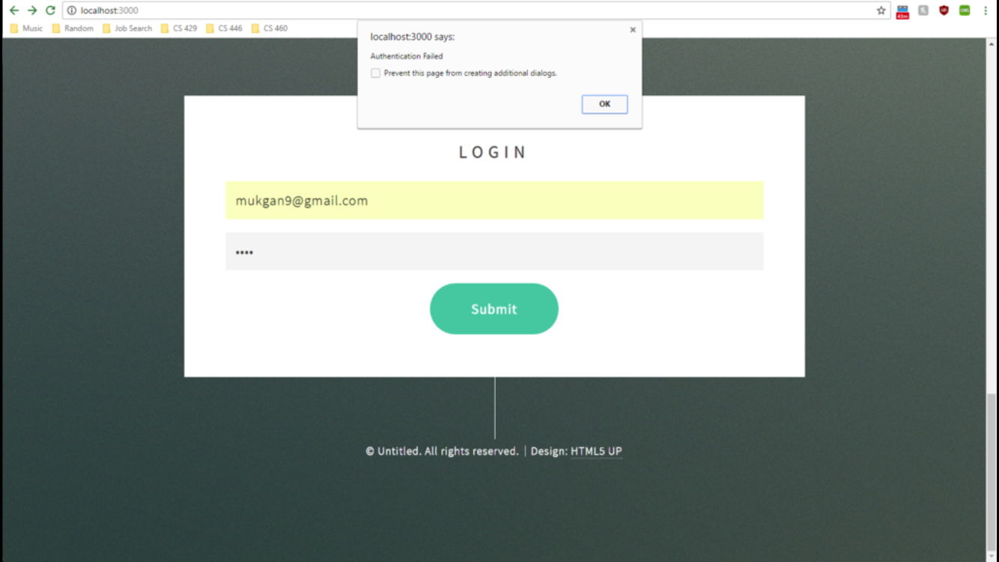 localhost:3000
Music Random Job Search CS 429 CS 446 CS 460
localhost:3000 says:
Authentication Failed
Prevent this page from creating additional dialogs.
OK
LOGIN
mukgan9@gmail.com
••••
Submit
© Untitled. All rights reserved. | Design: HTML5 UP